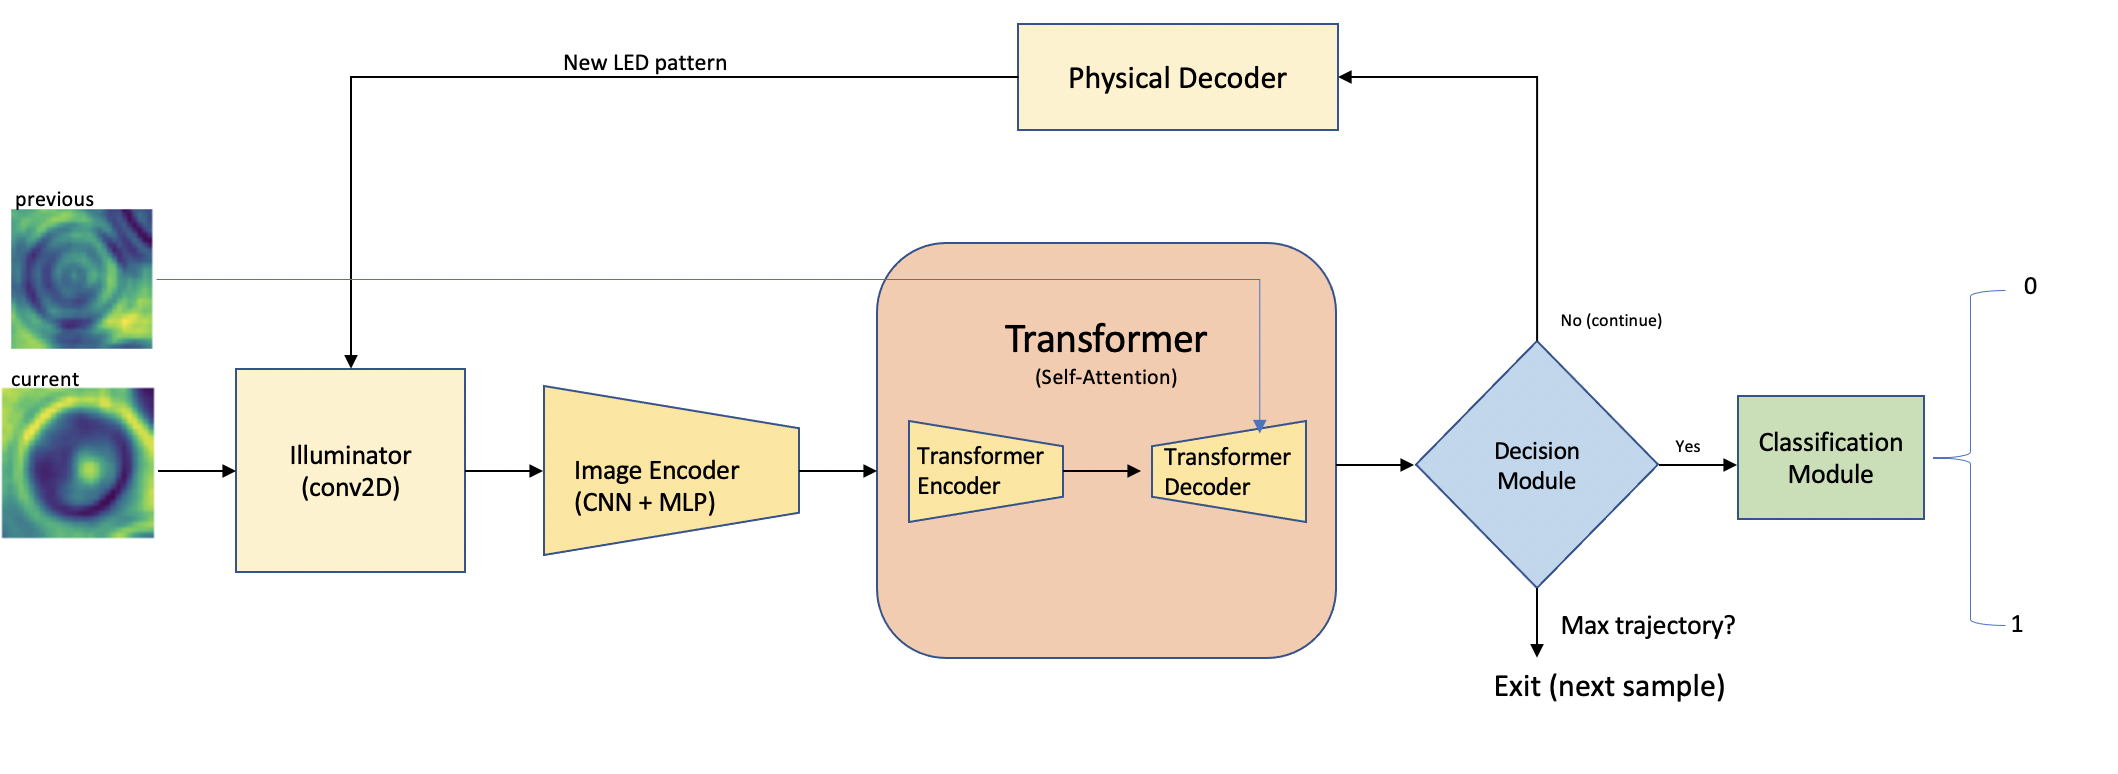 New LED pattern
Physical Decoder
previous
current
Illuminator
(conv2D)
Image Encoder
(CNN + MLP)
Transformer
(Self-Attention)
Transformer
Encoder
Transformer
Decoder
No (continue)
Decision
Module
Yes
Classification
Module
0
1
Max trajectory?
Exit (next sample)